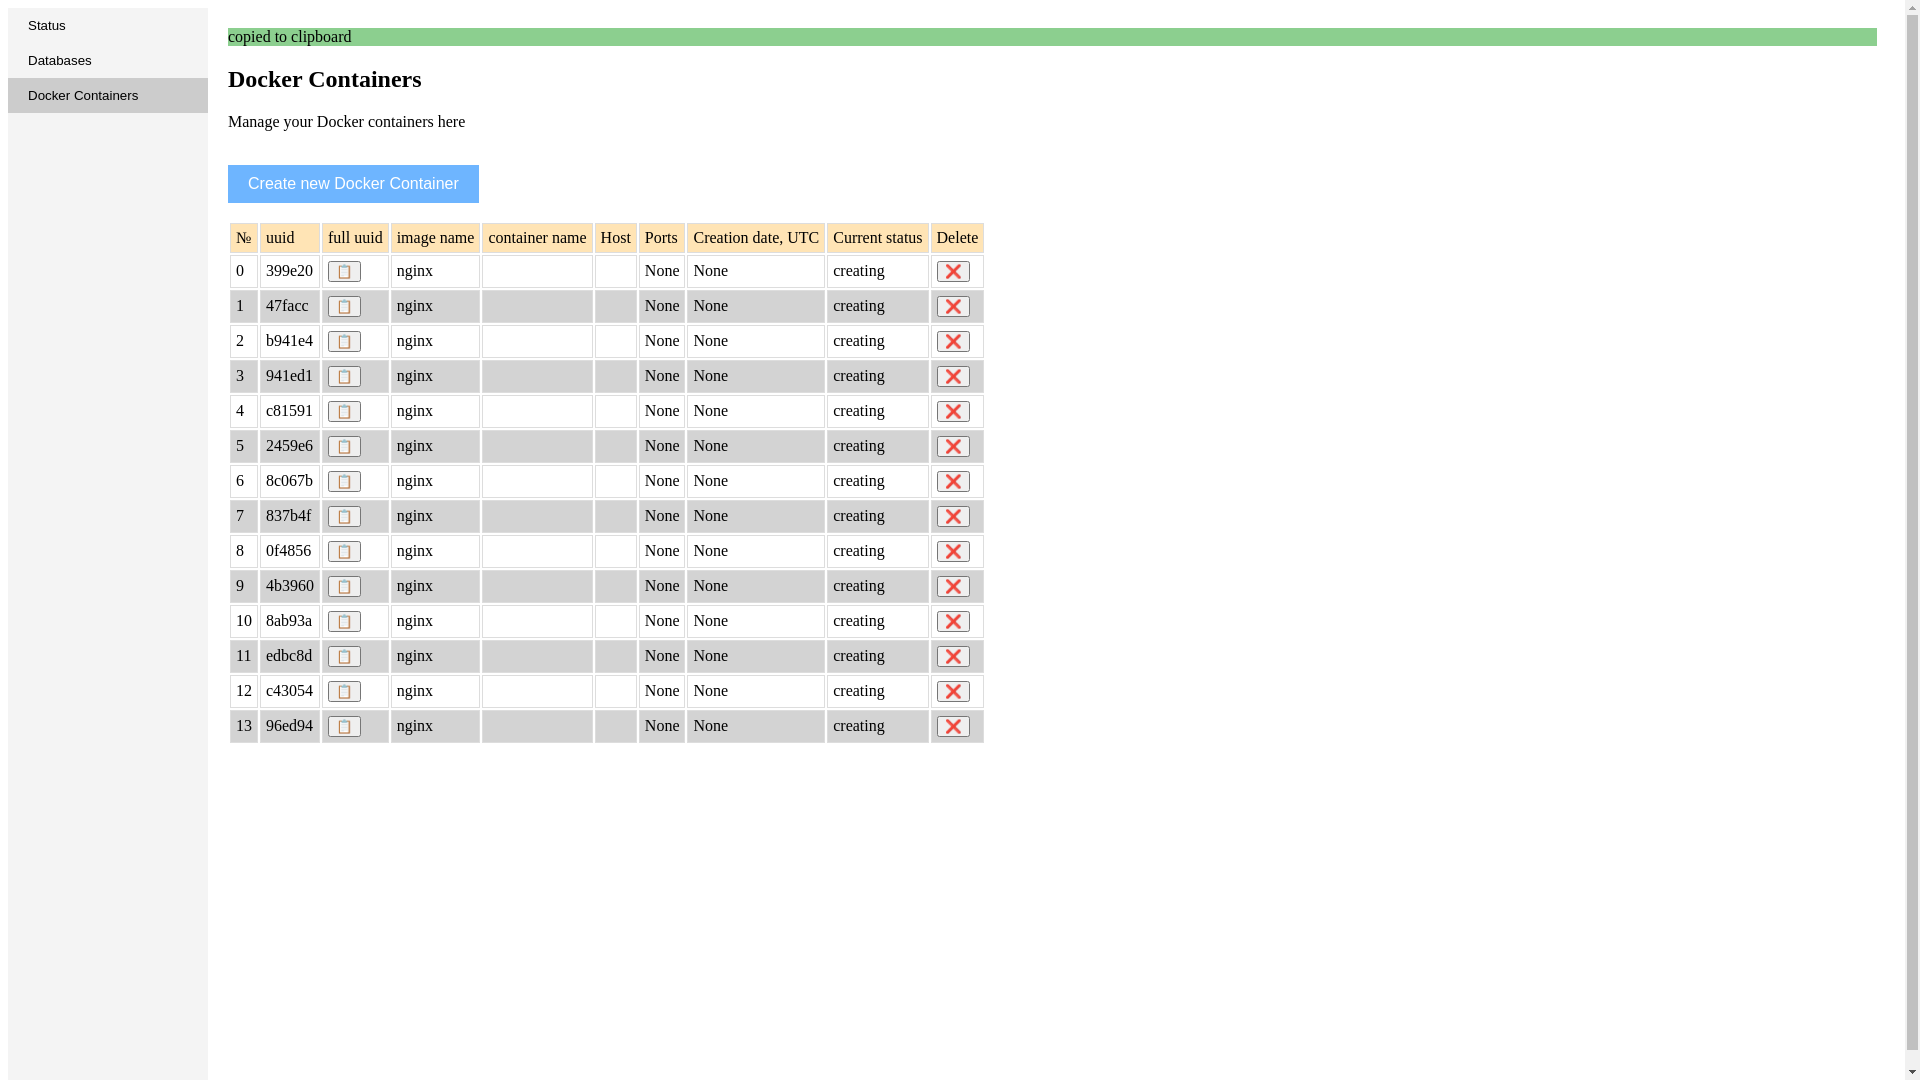 Status
Databases
Docker Containers
copied to clipboard
Docker Containers
Manage your Docker containers here
Create new Docker Container
№ uuid full uuid image name container name Host Ports Creation date, UTC Current status Delete
0 399e20 📋 nginx None None creating ❌
1 47facc 📋 nginx None None creating ❌
2 b941e4 📋 nginx None None creating ❌
3 941ed1 📋 nginx None None creating ❌
4 c81591 📋 nginx None None creating ❌
5 2459e6 📋 nginx None None creating ❌
6 8c067b 📋 nginx None None creating ❌
7 837b4f 📋 nginx None None creating ❌
8 0f4856 📋 nginx None None creating ❌
9 4b3960 📋 nginx None None creating ❌
10 8ab93a 📋 nginx None None creating ❌
11 edbc8d 📋 nginx None None creating ❌
12 c43054 📋 nginx None None creating ❌
13 96ed94 📋 nginx None None creating ❌